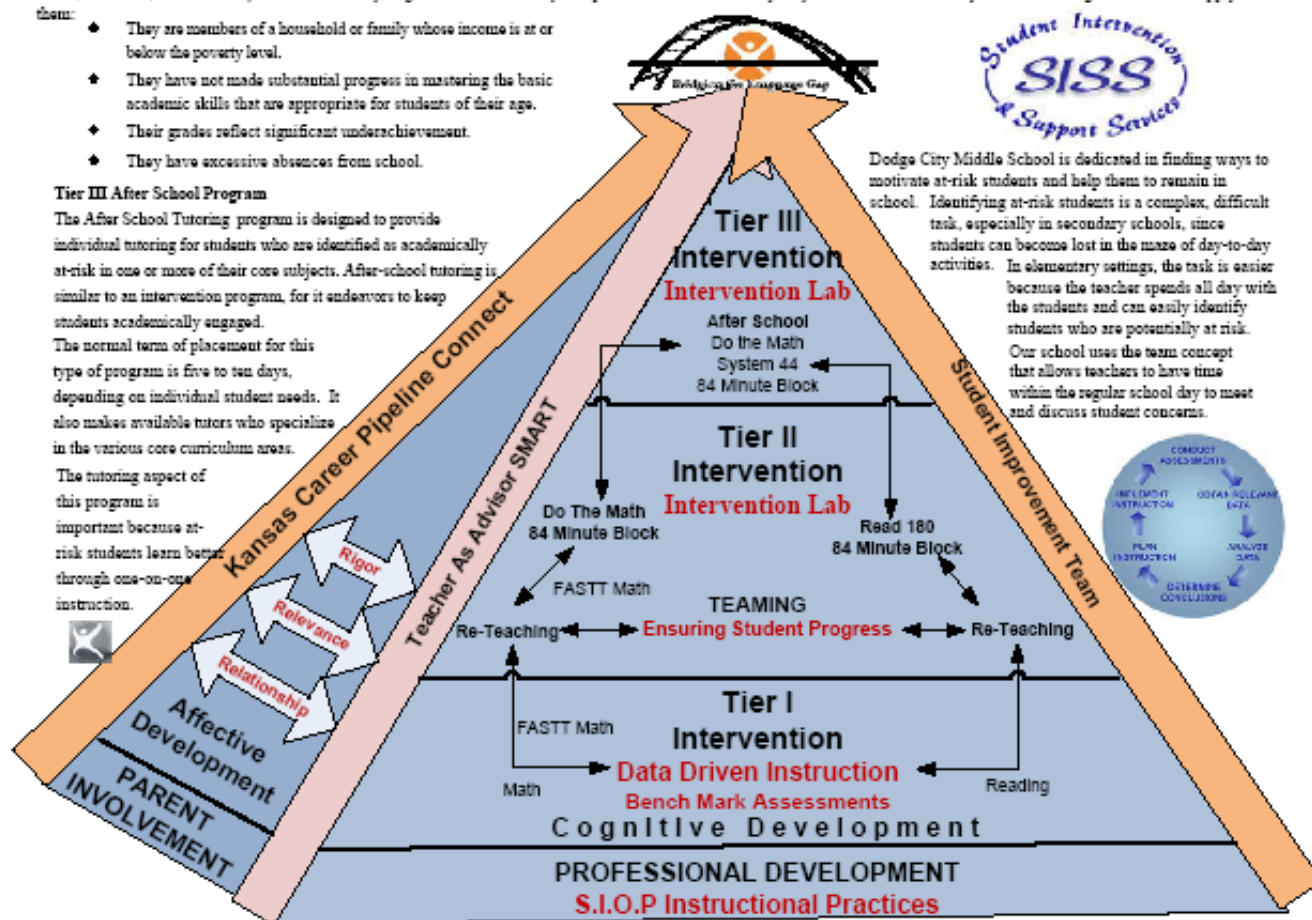 them:
◆ They are members of a household or family whose income is at or
below the poverty level.
◆ They have not made substantial progress in mastering the basic
academic skills that are appropriate for students of their age.
◆ Their grades reflect significant underachievement.
◆ They have excessive absences from school.
Tier III After School Program
The After School Tutoring program is designed to provide
individual tutoring for students who are identified as academically
at-risk in one or more of their core subjects. After-school tutoring is
similar to an intervention program, for it endeavors to keep
students academically engaged.
The normal term of placement for this
type of program is five to ten days,
depending on individual student needs. It
also makes available tutors who specialize
in the various core curriculum areas.
The tutoring aspect of
this program is
important because at-
risk students learn better
through one-on-one
instruction.
Bridging the Language Gap
Student Intervention
SISS
& Support Services
Dodge City Middle School is dedicated in finding ways to
motivate at-risk students and help them to remain in
school. Identifying at-risk students is a complex, difficult
task, especially in secondary schools, since
students can become lost in the maze of day-to-day
activities. In elementary settings, the task is easier
because the teacher spends all day with
the students and can easily identify
students who are potentially at risk.
Our school uses the team concept
that allows teachers to have time
within the regular school day to meet
and discuss student concerns.
CONDUCT
ASSESSMENTS
OBTAIN RELEVANT
DATA
ANALYZE
DATA
DETERMINE
CONCLUSIONS
PLAN
INSTRUCTION
IMPLEMENT
INSTRUCTION
Kansas Career Pipeline Connect
Teacher As Advisor SMART
Student Improvement Team
Rigor
Relevance
Relationship
Affective
Development
PARENT
INVOLVEMENT
Tier III
Intervention
Intervention Lab
After School
Do the Math
System 44
84 Minute Block
Tier II
Intervention
Intervention Lab
Do The Math
84 Minute Block
Read 180
84 Minute Block
FASTT Math
TEAMING
Re-Teaching
Ensuring Student Progress
Re-Teaching
Tier I
Intervention
FASTT Math
Data Driven Instruction
Math
Reading
Bench Mark Assessments
Cognitive Development
PROFESSIONAL DEVELOPMENT
S.I.O.P Instructional Practices